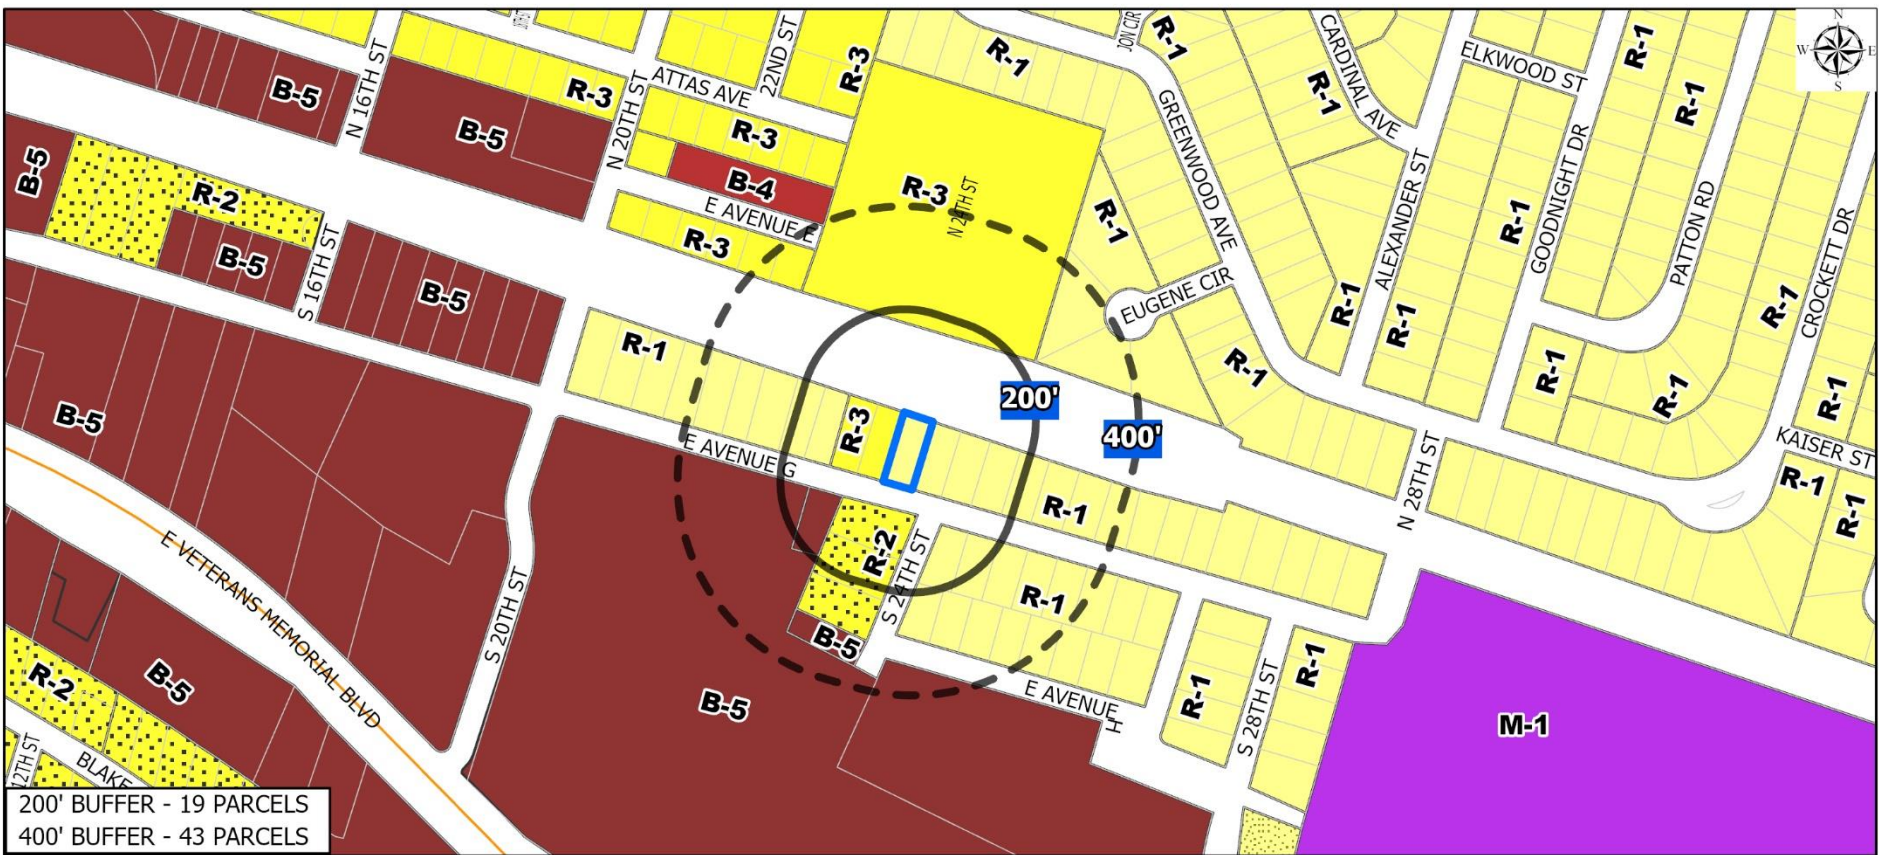 N
W E
S
JON CIR
R-1
CARDINAL AVE
N 16TH ST
22ND ST
R-3
R-1
ELKWOOD ST
R-1
B-5
R-3
N 20TH ST
ATTAS AVE
GREENWOOD AVE
R-1
R-1
B-5
R-3
B-5
R-2
B-4
R-3
N 24TH ST
R-1
ALEXANDER ST
R-1
GOODNIGHT DR
PATTON RD
CROCKETT DR
E AVENUE E
R-3
S 16TH ST
B-5
B-5
EUGENE CIR
R-1
R-1
R-1
R-1
R-1
R-1
R-1
R-1
200'
400'
B-5
R-3
E AVENUE G
R-1
N 28TH ST
KAISER ST
R-1
R-1
E VETERANS MEMORIAL BLVD
S 20TH ST
R-2
S 24TH ST
R-1
B-5
R-2
B-5
B-5
E AVENUE H
R-1
S 28TH ST
R-1
M-1
12TH ST
BLAKE
200' BUFFER - 19 PARCELS
400' BUFFER - 43 PARCELS